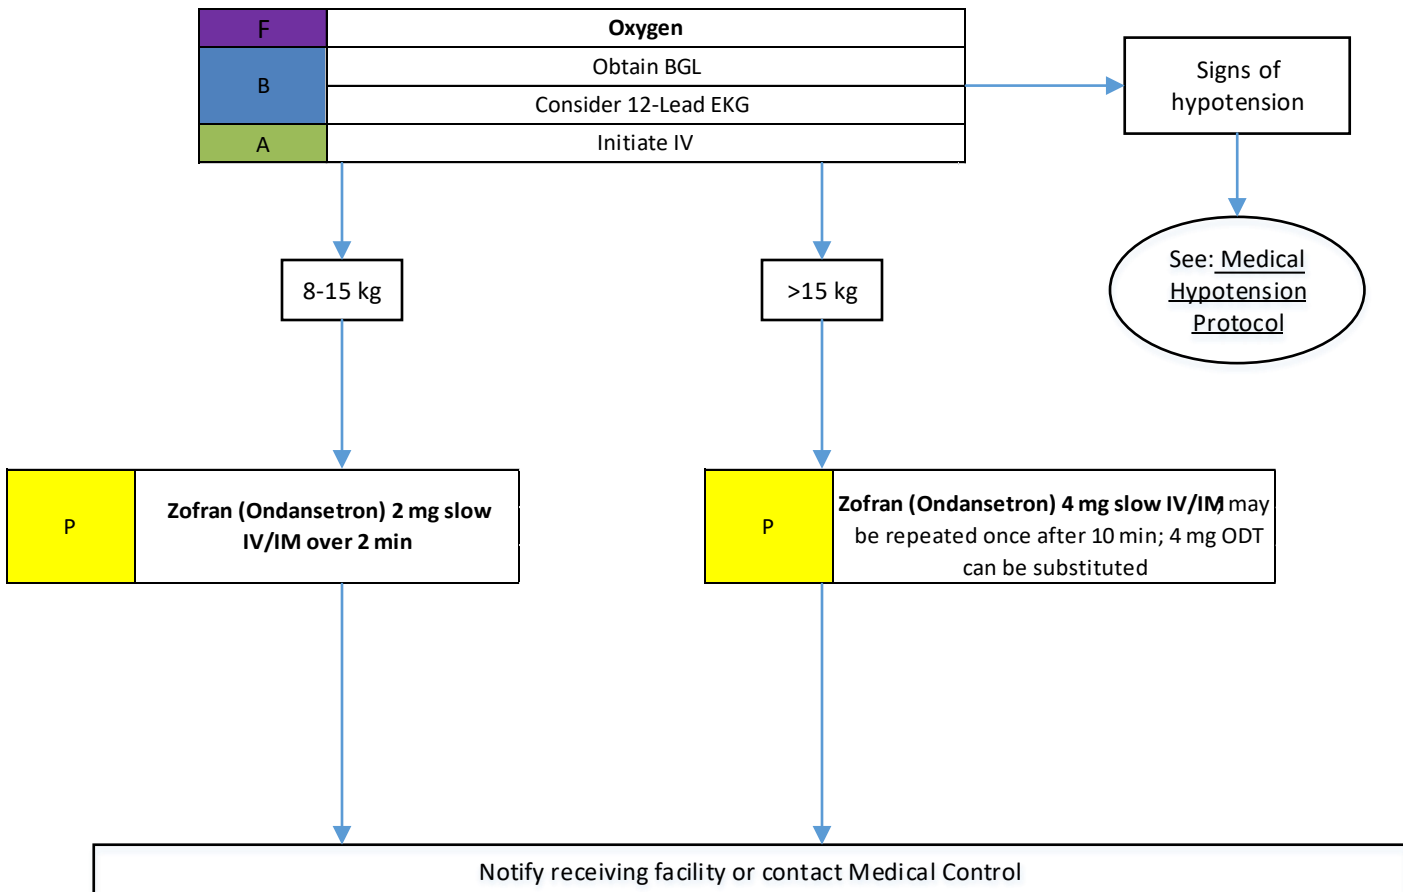 F
Oxygen
B
Obtain BGL
Consider 12-Lead EKG
A
Initiate IV
Signs of
hypotension
See: Medical
Hypotension
Protocol
8-15 kg
>15 kg
P
Zofran (Ondansetron) 2 mg slow
IV/IM over 2 min
P
Zofran (Ondansetron) 4 mg slow IV/IM; may
be repeated once after 10 min; 4 mg ODT
can be substituted
Notify receiving facility or contact Medical Control